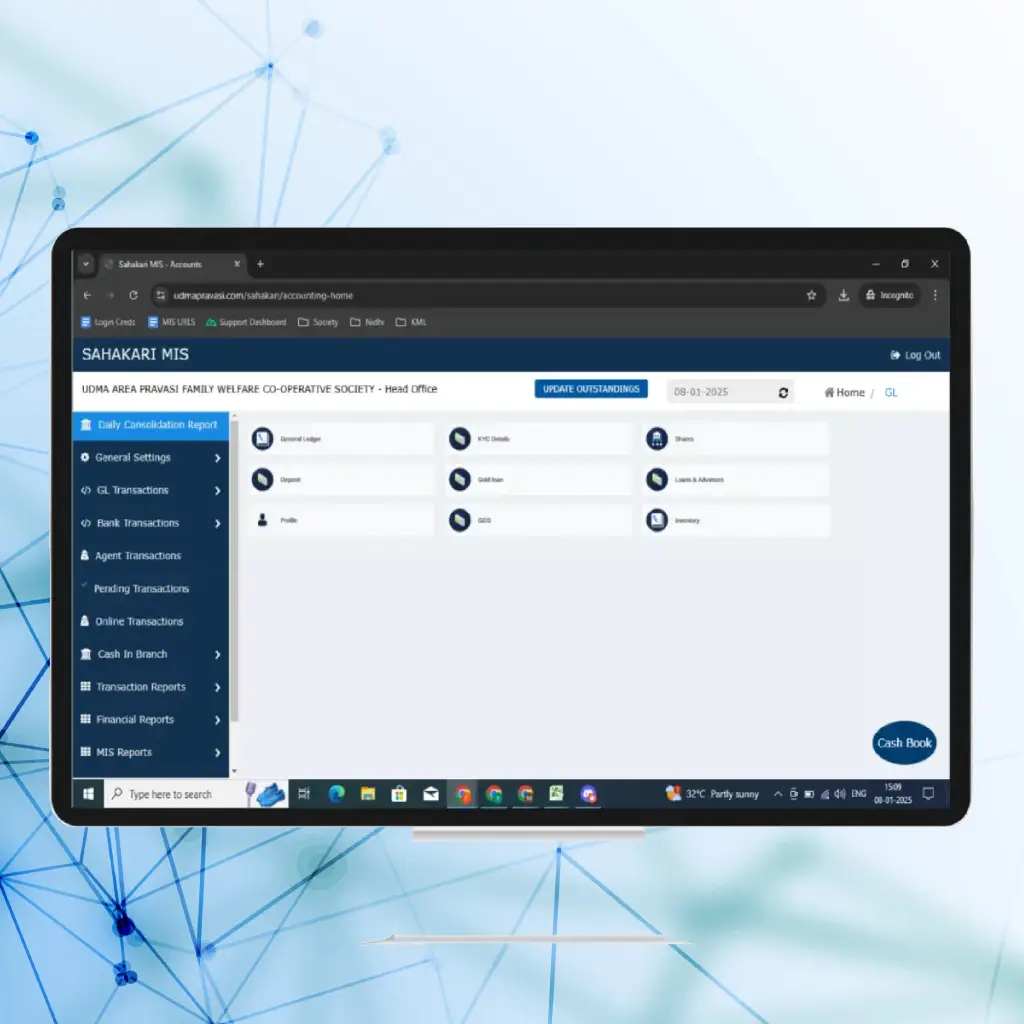 Sahakari MIS - Accounts
udmapravasi.com/sahakari/accounting-home
Incognito
Login Creds
MIS URLS
Support Dashboard
Society
Nidhi
KML
SAHAKARI MIS
Log Out
UDMA AREA PRAVASI FAMILY WELFARE CO-OPERATIVE SOCIETY - Head Office
UPDATE OUTSTANDINGS
08-01-2025
Home / GL
Daily Consolidation Report
General Settings
GL Transactions
Bank Transactions
Agent Transactions
Pending Transactions
Online Transactions
Cash In Branch
Transaction Reports
Financial Reports
MIS Reports
General Ledger
KYC Details
Shares
Deposit
Gold loan
Loans & Advances
Profile
GDS
Inventory
Cash Book
Type here to search
32°C Partly sunny
ENG
15:09
08-01-2025